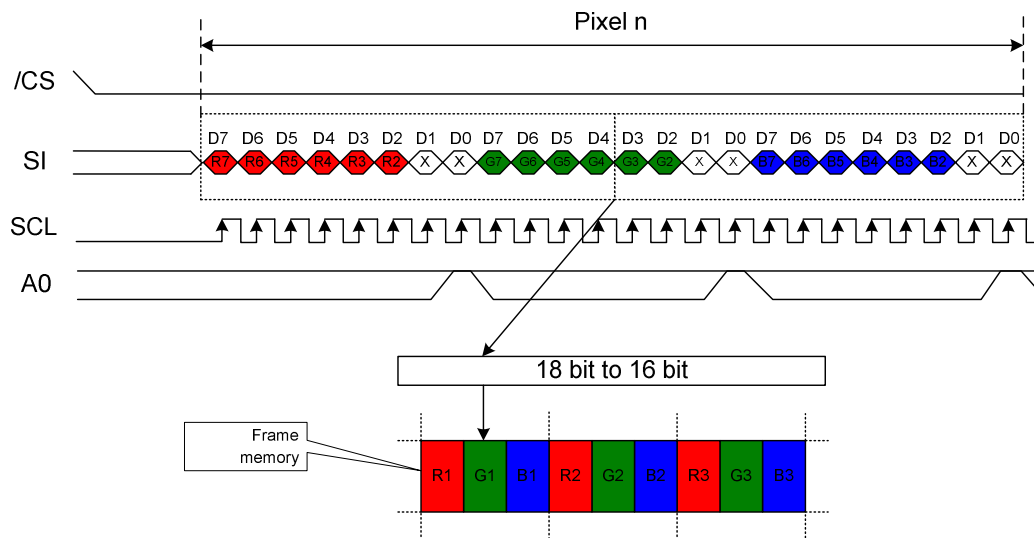 Pixel n
/CS
D7 D6 D5 D4 D3 D2 D1 D0 D7 D6 D5 D4 D3 D2 D1 D0 D7 D6 D5 D4 D3 D2 D1 D0
SI R7 R6 R5 R4 R3 R2 X X G7 G6 G5 G4 G3 G2 X X B7 B6 B5 B4 B3 B2 X X
SCL
A0
18 bit to 16 bit
Frame
memory
R1 G1 B1 R2 G2 B2 R3 G3 B3